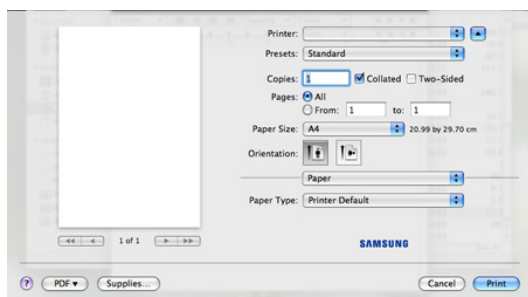 Printer:
Presets: Standard
Copies: 1 Collated Two-Sided
Pages: All
From: 1 to: 1
Paper Size: A4 20.99 by 29.70 cm
Orientation:
Paper
Paper Type: Printer Default
1 of 1
SAMSUNG
? PDF Supplies... Cancel Print